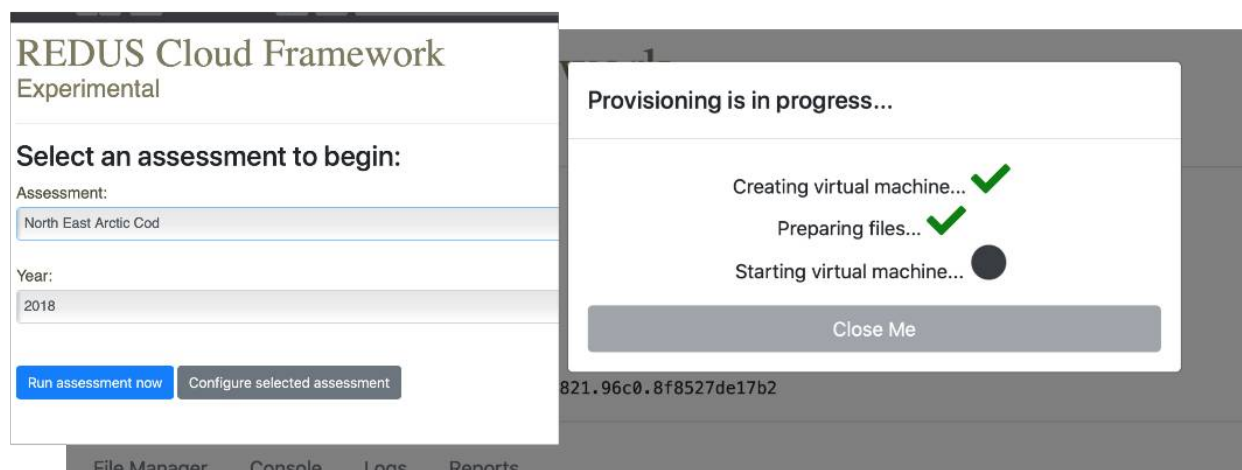 REDUS Cloud Framework
Experimental
Select an assessment to begin:
Assessment:
North East Arctic Cod
Year:
2018
Run assessment now
Configure selected assessment
Provisioning is in progress...
Creating virtual machine...
Preparing files...
Starting virtual machine...
Close Me
821.96c0.8f8527de17b2
File Manager Console Logs Reports